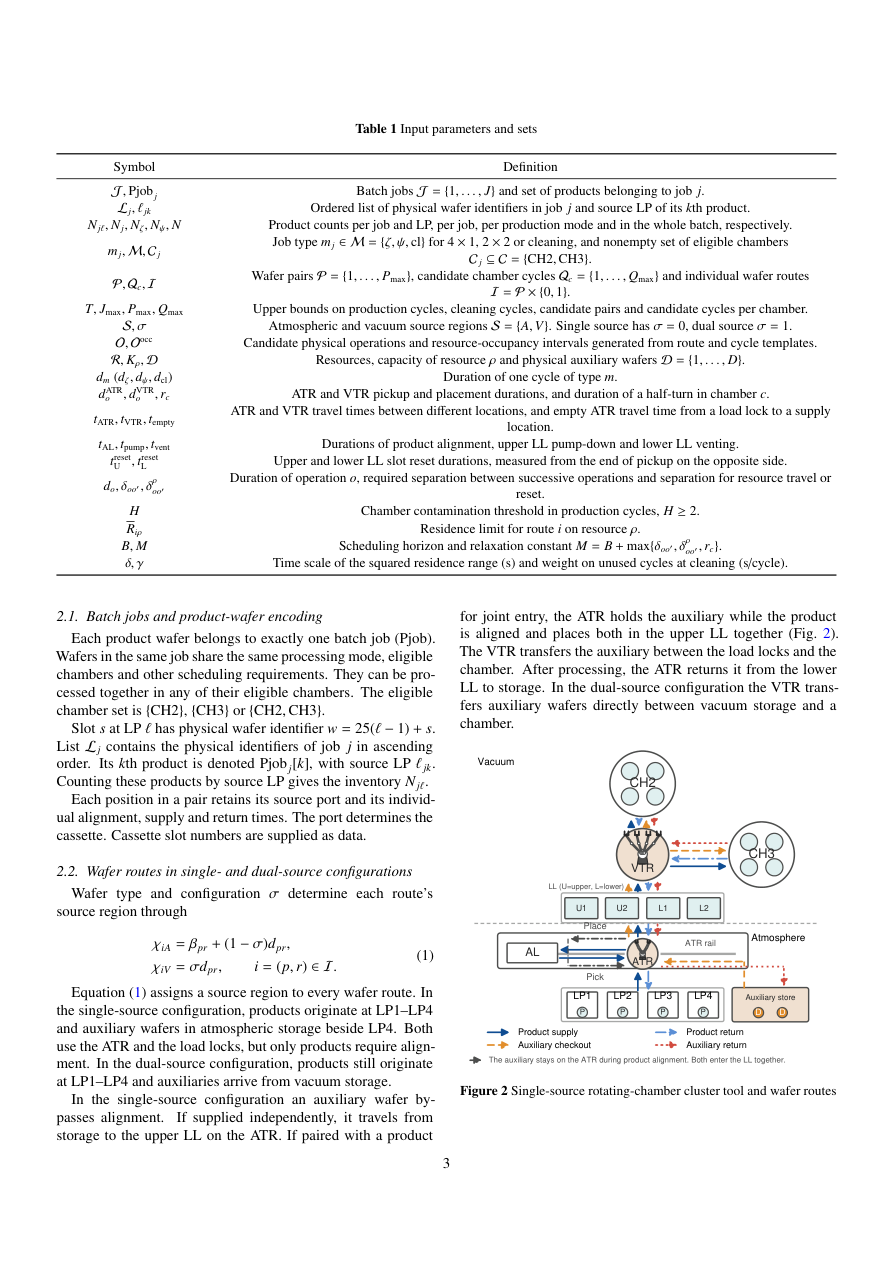 Table 1 Input parameters and sets
Symbol Definition
𝒥, Pjob_j Batch jobs 𝒥 = {1, . . . , J} and set of products belonging to job j.
ℒ_j, ℓ_jk Ordered list of physical wafer identifiers in job j and source LP of its kth product.
N_jℓ, N_j, N_ζ, N_ψ, N Product counts per job and LP, per job, per production mode and in the whole batch, respectively.
m_j, ℳ, 𝒞_j Job type m_j ∈ ℳ = {ζ, ψ, cl} for 4 × 1, 2 × 2 or cleaning, and nonempty set of eligible chambers
𝒞_j ⊆ 𝒞 = {CH2, CH3}.
𝒫, 𝒬_c, ℐ Wafer pairs 𝒫 = {1, . . . , P_max}, candidate chamber cycles 𝒬_c = {1, . . . , Q_max} and individual wafer routes
ℐ = 𝒫 × {0, 1}.
T, J_max, P_max, Q_max Upper bounds on production cycles, cleaning cycles, candidate pairs and candidate cycles per chamber.
𝒮, σ Atmospheric and vacuum source regions 𝒮 = {A, V}. Single source has σ = 0, dual source σ = 1.
𝒪, 𝒪^occ Candidate physical operations and resource-occupancy intervals generated from route and cycle templates.
ℛ, K_ρ, 𝒟 Resources, capacity of resource ρ and physical auxiliary wafers 𝒟 = {1, . . . , D}.
d_m (d_ζ, d_ψ, d_cl) Duration of one cycle of type m.
d_o^ATR, d_o^VTR, r_c ATR and VTR pickup and placement durations, and duration of a half-turn in chamber c.
t_ATR, t_VTR, t_empty ATR and VTR travel times between different locations, and empty ATR travel time from a load lock to a supply
location.
t_AL, t_pump, t_vent Durations of product alignment, upper LL pump-down and lower LL venting.
t_U^reset, t_L^reset Upper and lower LL slot reset durations, measured from the end of pickup on the opposite side.
d_o, δ_oo′, δ^ρ_oo′ Duration of operation o, required separation between successive operations and separation for resource travel or
reset.
H Chamber contamination threshold in production cycles, H ≥ 2.
R̅_iρ Residence limit for route i on resource ρ.
B, M Scheduling horizon and relaxation constant M = B + max{δ_oo′, δ^ρ_oo′, r_c}.
δ, γ Time scale of the squared residence range (s) and weight on unused cycles at cleaning (s/cycle).
2.1. Batch jobs and product-wafer encoding
Each product wafer belongs to exactly one batch job (Pjob).
Wafers in the same job share the same processing mode, eligible
chambers and other scheduling requirements. They can be pro-
cessed together in any of their eligible chambers. The eligible
chamber set is {CH2}, {CH3} or {CH2, CH3}.
Slot s at LP ℓ has physical wafer identifier w = 25(ℓ − 1) + s.
List ℒ_j contains the physical identifiers of job j in ascending
order. Its kth product is denoted Pjob_j[k], with source LP ℓ_jk.
Counting these products by source LP gives the inventory N_jℓ.
Each position in a pair retains its source port and its individ-
ual alignment, supply and return times. The port determines the
cassette. Cassette slot numbers are supplied as data.
2.2. Wafer routes in single- and dual-source configurations
Wafer type and configuration σ determine each route's
source region through
χ_iA = β_pr + (1 − σ)d_pr,
χ_iV = σd_pr, i = (p, r) ∈ ℐ.
(1)
Equation (1) assigns a source region to every wafer route. In
the single-source configuration, products originate at LP1–LP4
and auxiliary wafers in atmospheric storage beside LP4. Both
use the ATR and the load locks, but only products require align-
ment. In the dual-source configuration, products still originate
at LP1–LP4 and auxiliaries arrive from vacuum storage.
In the single-source configuration an auxiliary wafer by-
passes alignment. If supplied independently, it travels from
storage to the upper LL on the ATR. If paired with a product
for joint entry, the ATR holds the auxiliary while the product
is aligned and places both in the upper LL together (Fig. 2).
The VTR transfers the auxiliary between the load locks and the
chamber. After processing, the ATR returns it from the lower
LL to storage. In the dual-source configuration the VTR trans-
fers auxiliary wafers directly between vacuum storage and a
chamber.
Vacuum
CH2
CH3
VTR
LL (U=upper, L=lower)
U1 U2 L1 L2
Place
Atmosphere
AL
ATR
ATR rail
Pick
LP1 LP2 LP3 LP4 Auxiliary store
P P P P D D
Product supply Product return
Auxiliary checkout Auxiliary return
The auxiliary stays on the ATR during product alignment. Both enter the LL together.
Figure 2 Single-source rotating-chamber cluster tool and wafer routes
3